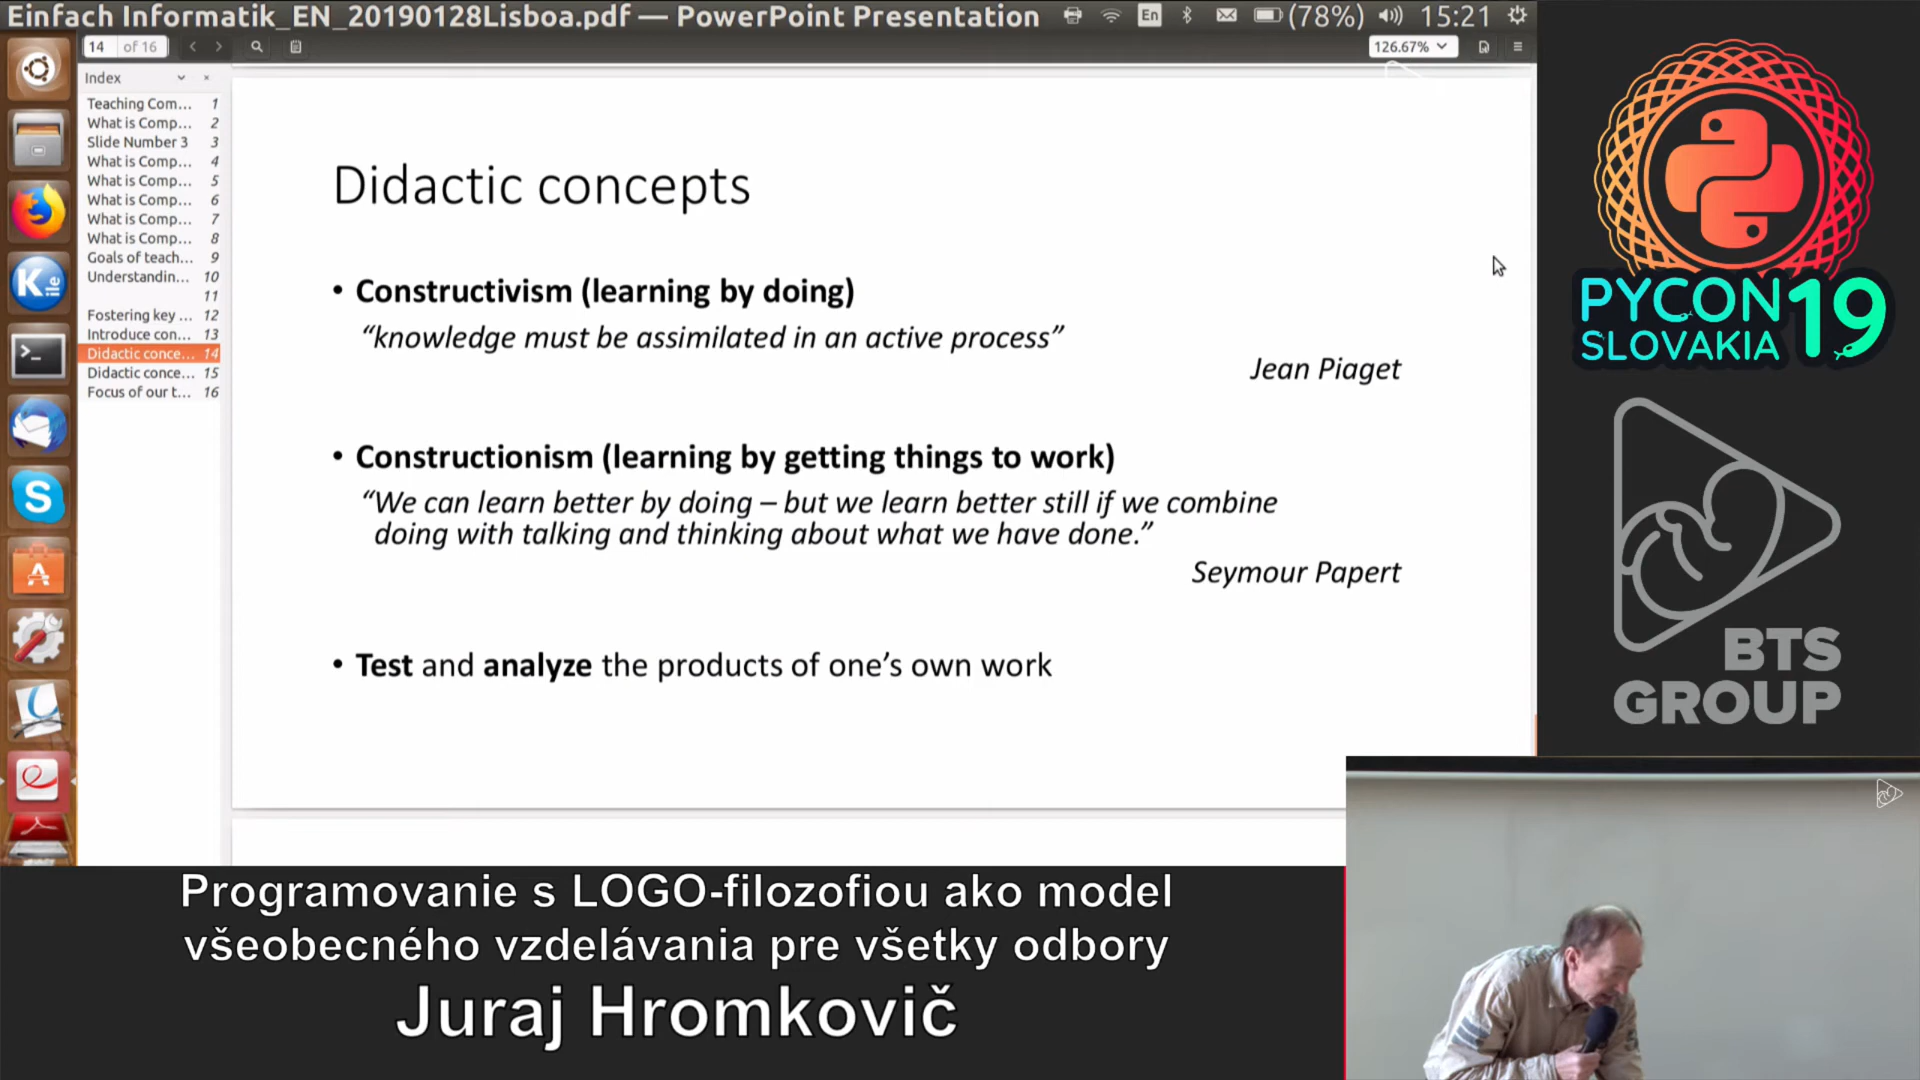 Einfach Informatik_EN_20190128Lisboa.pdf — PowerPoint Presentation
En
(78%)
15:21
14 of 16
126.67%
Index
Teaching Com... 1
What is Comp... 2
Slide Number 3 3
What is Comp... 4
What is Comp... 5
What is Comp... 6
What is Comp... 7
What is Comp... 8
Goals of teach... 9
Understandin... 10
11
Fostering key ... 12
Introduce con... 13
Didactic conce... 14
Didactic conce... 15
Focus of our t... 16
Didactic concepts
• Constructivism (learning by doing)
“knowledge must be assimilated in an active process”
Jean Piaget
• Constructionism (learning by getting things to work)
“We can learn better by doing – but we learn better still if we combine
doing with talking and thinking about what we have done.”
Seymour Papert
• Test and analyze the products of one’s own work
PYCON
SLOVAKIA
19
BTS
GROUP
Programovanie s LOGO-filozofiou ako model
všeobecného vzdelávania pre všetky odbory
Juraj Hromkovič